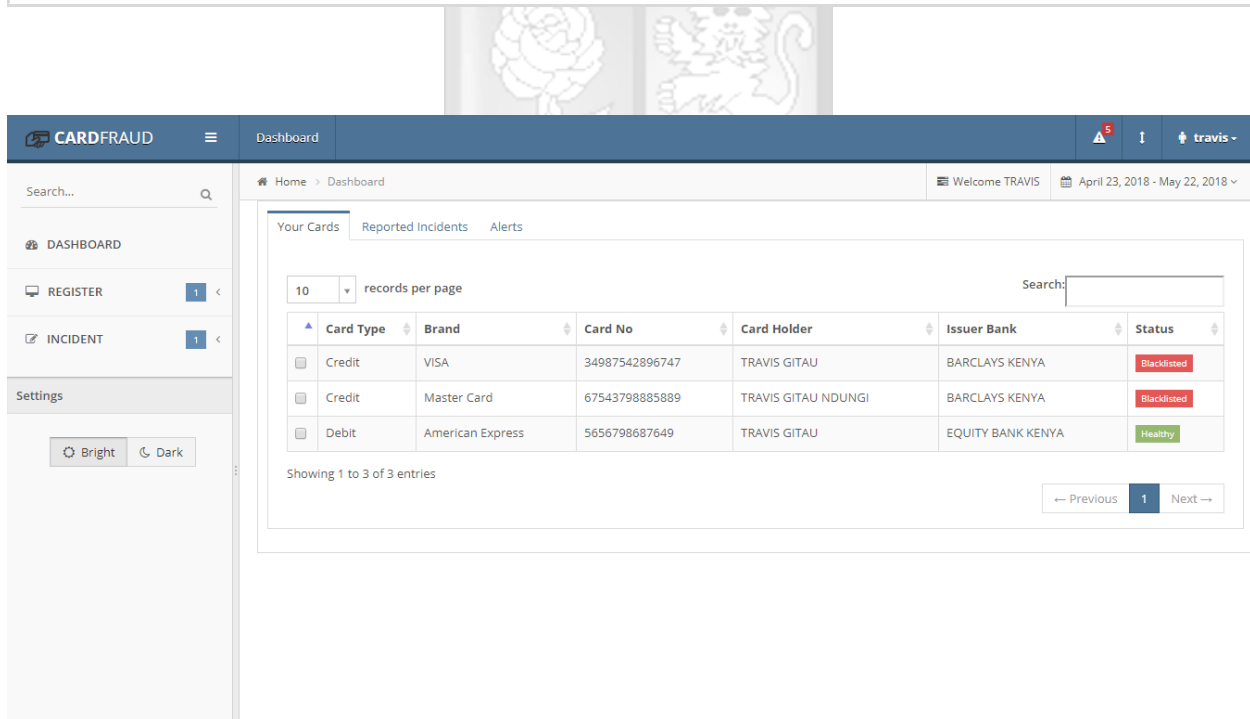 CARDFRAUD
Dashboard
5
travis
Search...
Home > Dashboard
Welcome TRAVIS
April 23, 2018 - May 22, 2018
DASHBOARD
REGISTER 1
INCIDENT 1
Settings
Bright Dark
Your Cards Reported Incidents Alerts
10 records per page
Search:
Card Type Brand Card No Card Holder Issuer Bank Status
Credit VISA 34987542896747 TRAVIS GITAU BARCLAYS KENYA Blacklisted
Credit Master Card 67543798885889 TRAVIS GITAU NDUNGI BARCLAYS KENYA Blacklisted
Debit American Express 5656798687649 TRAVIS GITAU EQUITY BANK KENYA Healthy
Showing 1 to 3 of 3 entries
← Previous 1 Next →